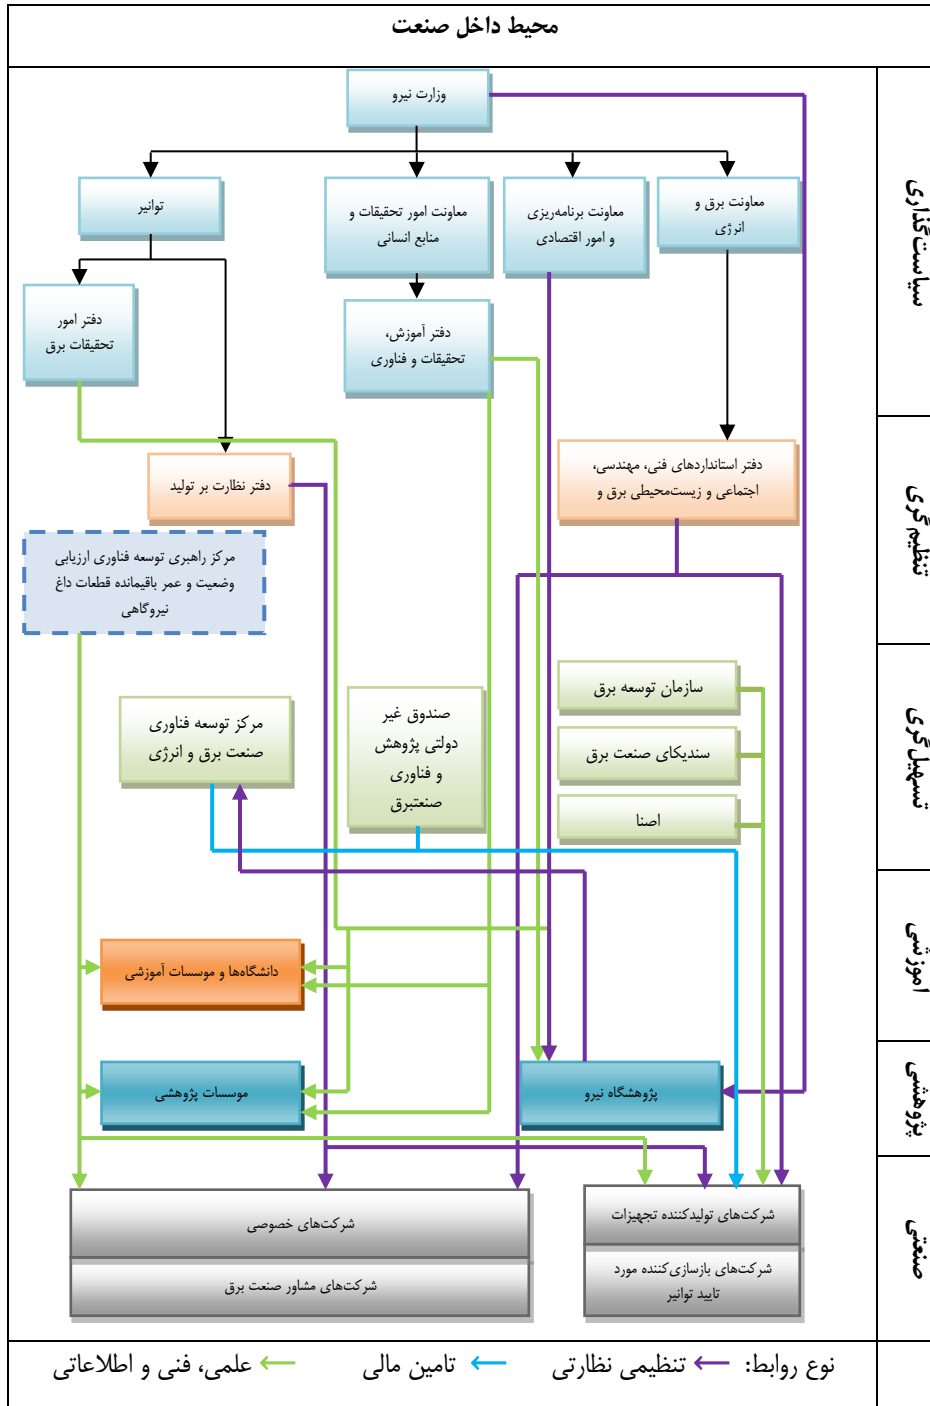 محیط داخل صنعت
سیاست‌گذاری
وزارت نیرو
معاونت برق و
انرژی
معاونت برنامه‌ریزی
و امور اقتصادی
معاونت امور تحقیقات و
منابع انسانی
توانیر
دفتر آموزش،
تحقیقات و فناوری
دفتر امور
تحقیقات برق
تنظیم‌گری
دفتر استانداردهای فنی، مهندسی،
اجتماعی و زیست‌محیطی برق و
دفتر نظارت بر تولید
مرکز راهبری توسعه فناوری ارزیابی
وضعیت و عمر باقیمانده قطعات داغ
نیروگاهی
تسهیل‌گری
سازمان توسعه برق
سندیکای صنعت برق
اصنا
صندوق غیر
دولتی پژوهش
و فناوری
صنعتبرق
مرکز توسعه فناوری
صنعت برق و انرژی
اموزشی
دانشگاه‌ها و موسسات آموزشی
پژوهشی
پژوهشگاه نیرو
موسسات پژوهشی
صنعتی
شرکت‌های تولیدکننده تجهیزات
شرکت‌های بازسازی‌کننده مورد
تایید توانیر
شرکت‌های خصوصی
شرکت‌های مشاور صنعت برق
نوع روابط: ← تنظیمی نظارتی ← تامین مالی ← علمی، فنی و اطلاعاتی